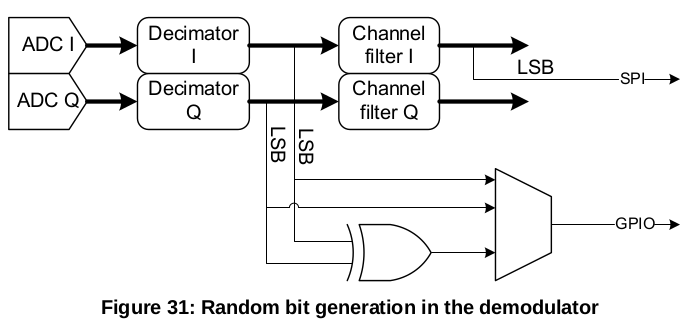 ADC I
Decimator
I
Channel
filter I
LSB
SPI
ADC Q
Decimator
Q
Channel
filter Q
LSB
LSB
GPIO
Figure 31: Random bit generation in the demodulator